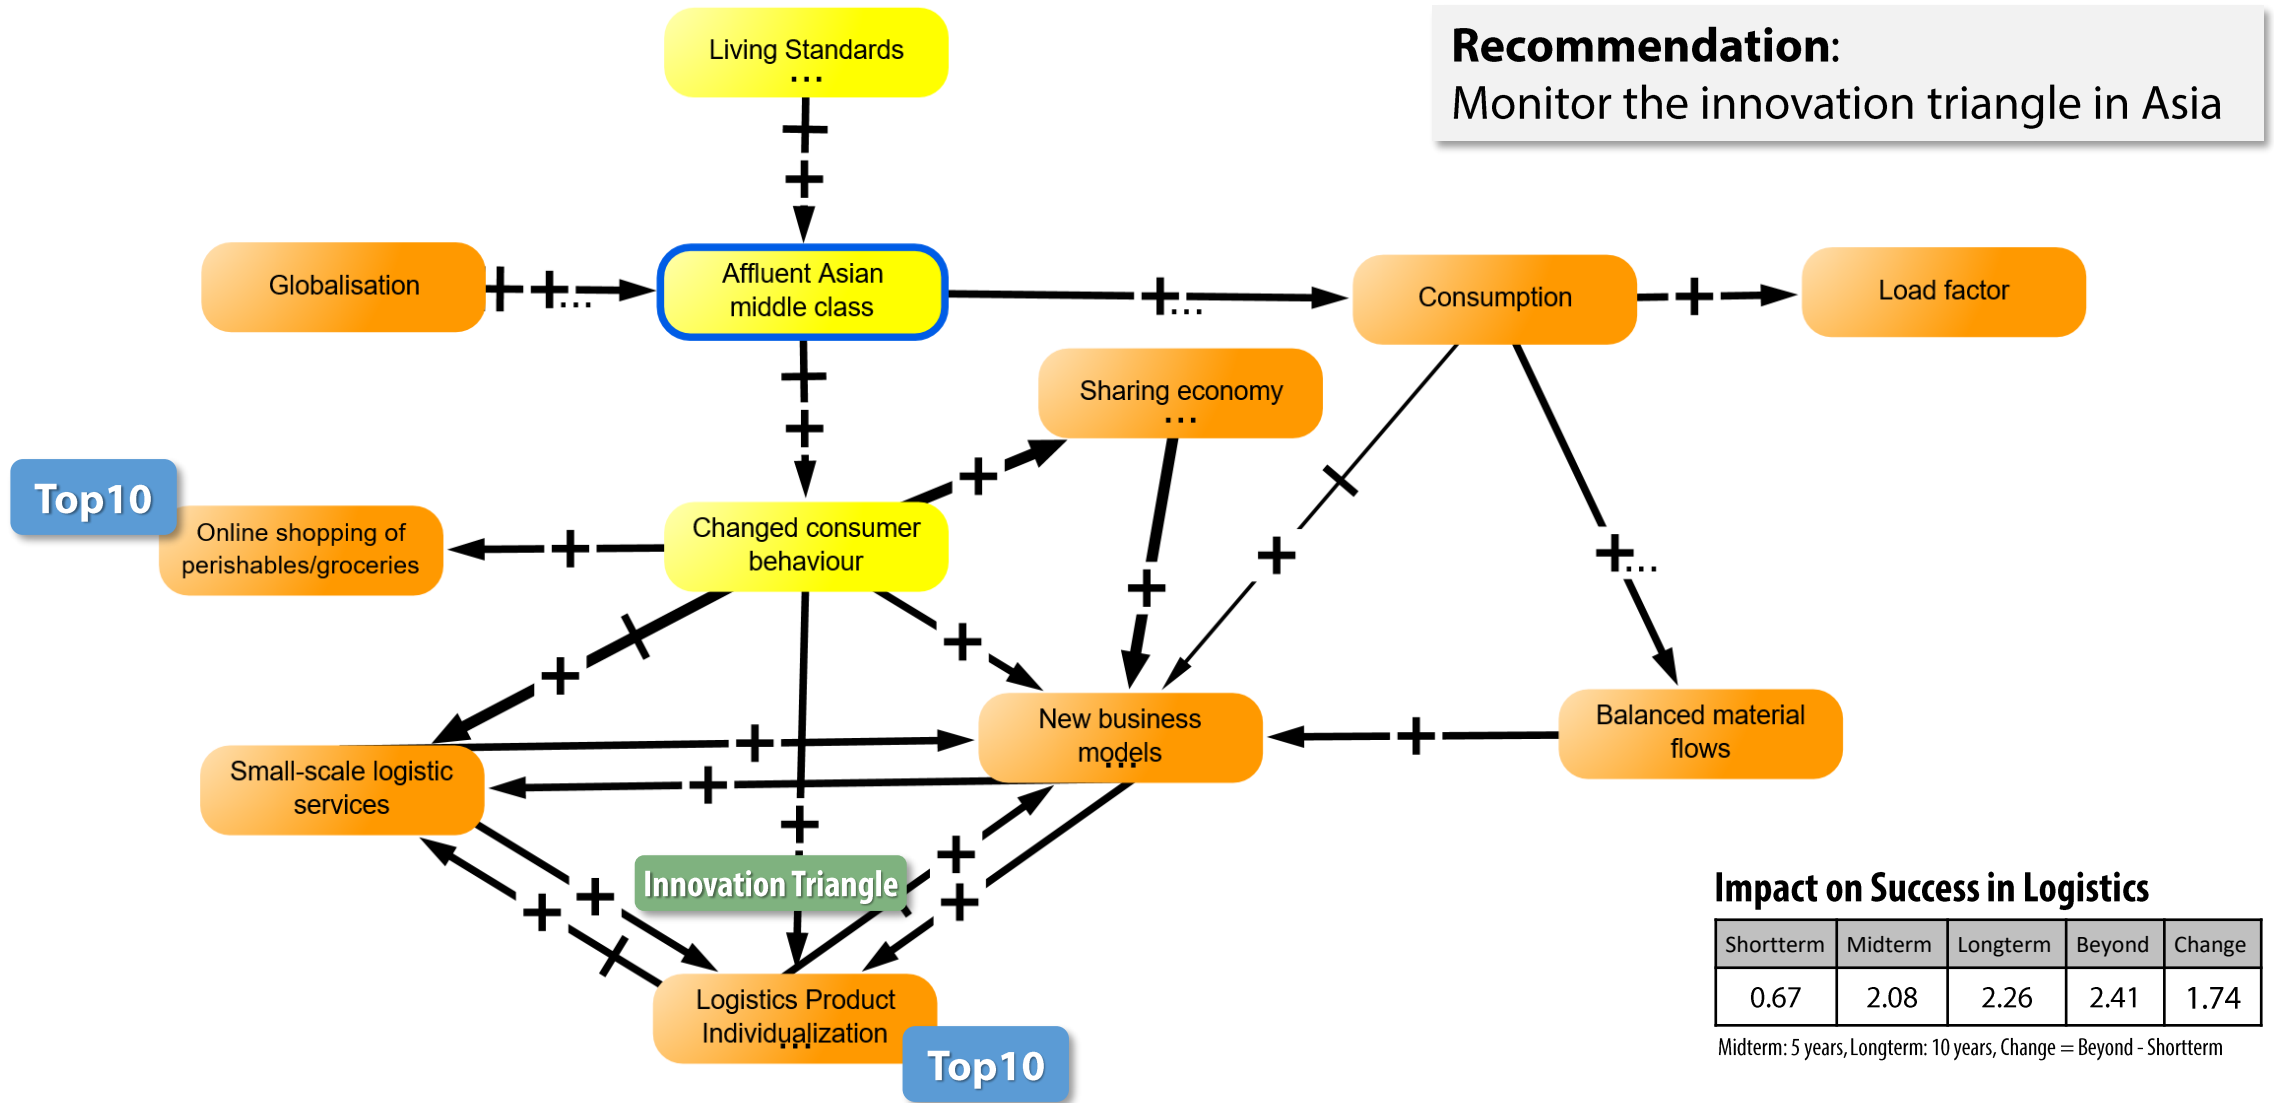 Living Standards
...
Recommendation:
Monitor the innovation triangle in Asia
Globalisation
+
+
+
+...
Affluent Asian
middle class
+...
Consumption
+
Load factor
+
+
Sharing economy
...
+
Top10
Online shopping of
perishables/groceries
+
Changed consumer
behaviour
+
+
+...
+
+
+
New business
models
...
Balanced material
flows
+
Small-scale logistic
services
+
+
+
Innovation Triangle
+
+
+
+
Logistics Product
Individualization
...
Top10
Impact on Success in Logistics
Shortterm Midterm Longterm Beyond Change
0.67 2.08 2.26 2.41 1.74
Midterm: 5 years, Longterm: 10 years, Change = Beyond - Shortterm